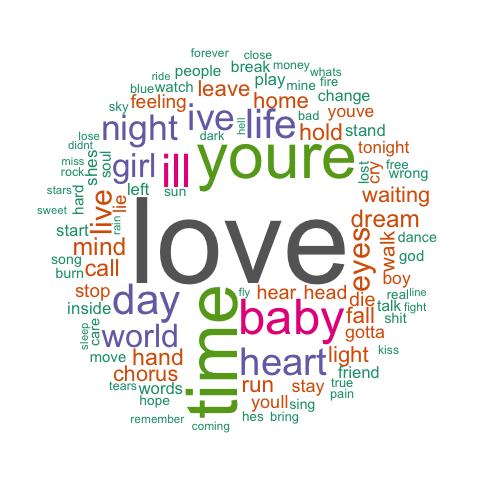 forever
close
people
break
money
whats
ride
play
mine
fire
blue
watch
leave
home
change
sky
feeling
ive
life
bad
youve
lose
night
dark
hell
hold
stand
didnt
shes
soul
girl
ill
youre
tonight
miss
rock
left
sun
lost
cry
free
wrong
stars
hard
live
lie
love
waiting
sweet
rain
dream
start
mind
eyes
walk
dance
song
burn
call
god
boy
stop
day
time
fly
hear
head
die
real
line
inside
baby
fall
talk
fight
care
world
gotta
shit
sleep
move
hand
heart
light
kiss
chorus
friend
tears
words
run
stay
true
pain
hope
youll
sing
remember
hes
bring
coming